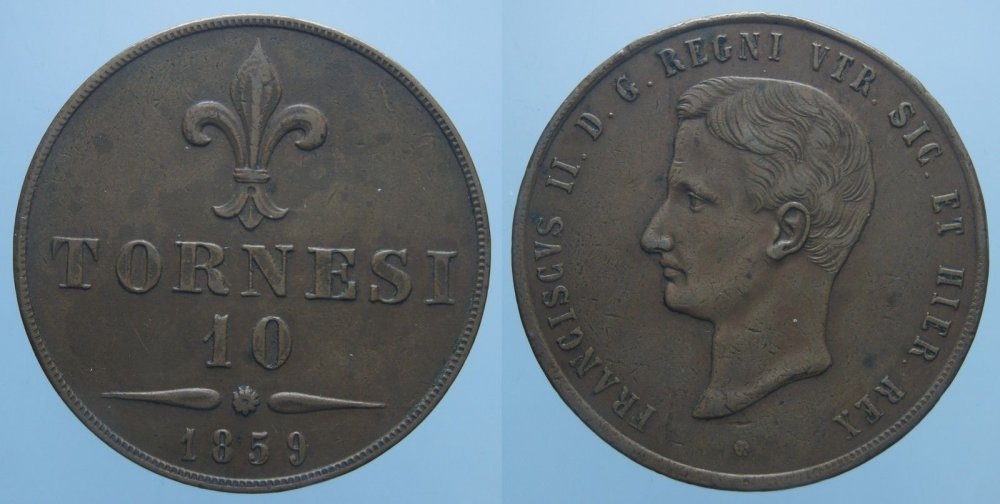 TORNESI
10
1859
FRANCISCVS II. D. G. REGNI VTR. SIC. ET HIER. REX